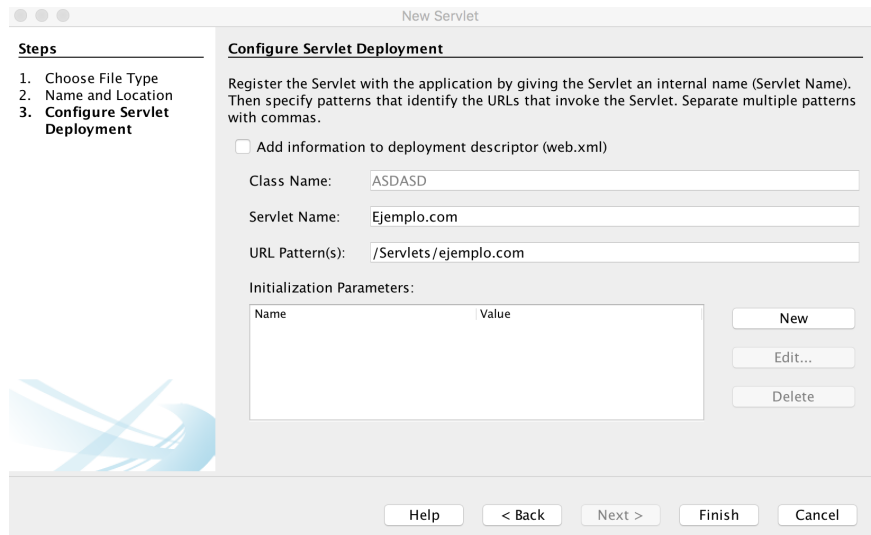 New Servlet
Steps
1. Choose File Type
2. Name and Location
3. Configure Servlet
Deployment
Configure Servlet Deployment
Register the Servlet with the application by giving the Servlet an internal name (Servlet Name).
Then specify patterns that identify the URLs that invoke the Servlet. Separate multiple patterns
with commas.
Add information to deployment descriptor (web.xml)
Class Name: ASDASD
Servlet Name: Ejemplo.com
URL Pattern(s): /Servlets/ejemplo.com
Initialization Parameters:
Name Value
New
Edit...
Delete
Help < Back Next > Finish Cancel